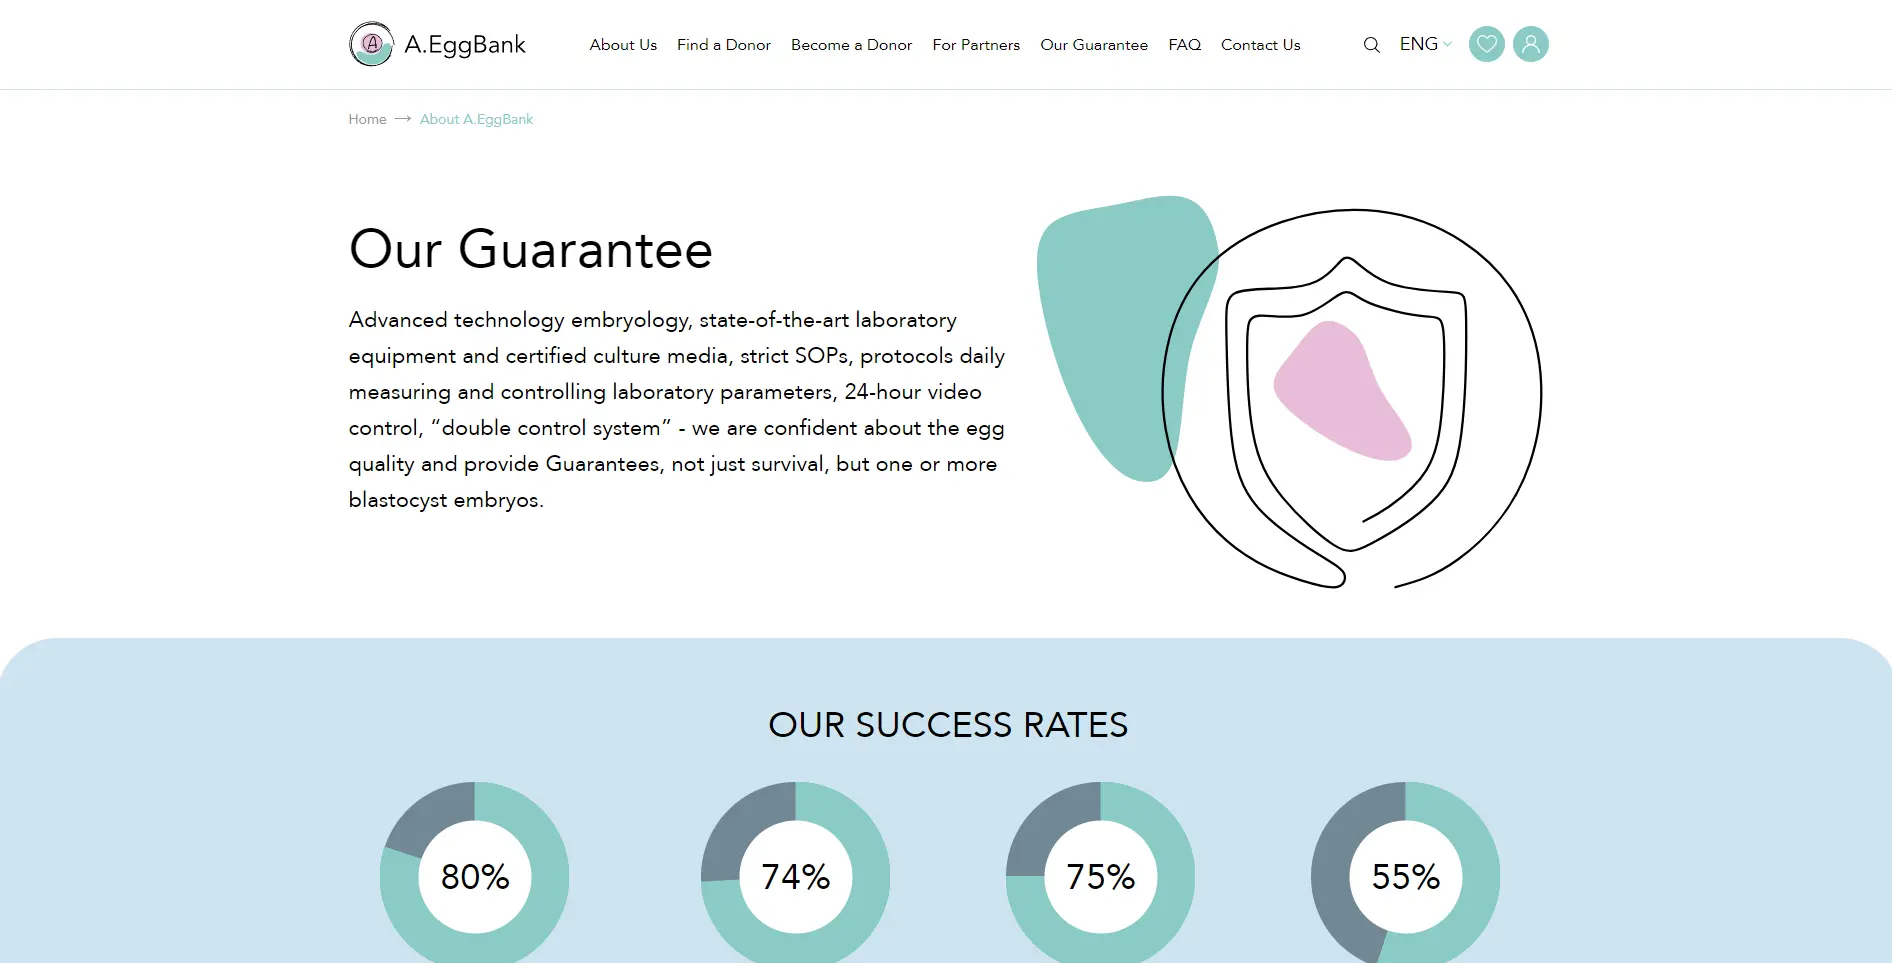 A A.EggBank About Us Find a Donor Become a Donor For Partners Our Guarantee FAQ Contact Us ENG
Home → About A.EggBank
Our Guarantee
Advanced technology embryology, state-of-the-art laboratory
equipment and certified culture media, strict SOPs, protocols daily
measuring and controlling laboratory parameters, 24-hour video
control, “double control system” - we are confident about the egg
quality and provide Guarantees, not just survival, but one or more
blastocyst embryos.
OUR SUCCESS RATES
80% 74% 75% 55%